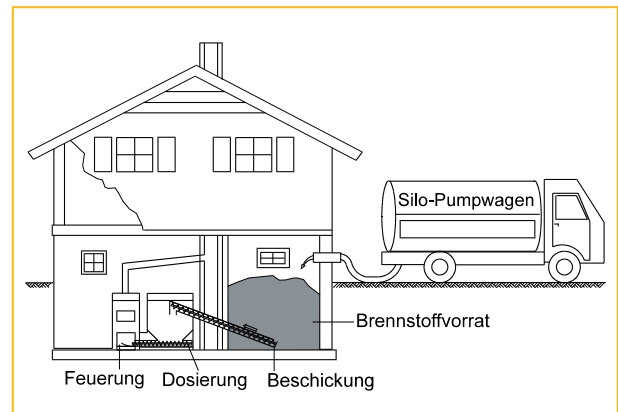 Silo-Pumpwagen
Brennstoffvorrat
Feuerung Dosierung Beschickung